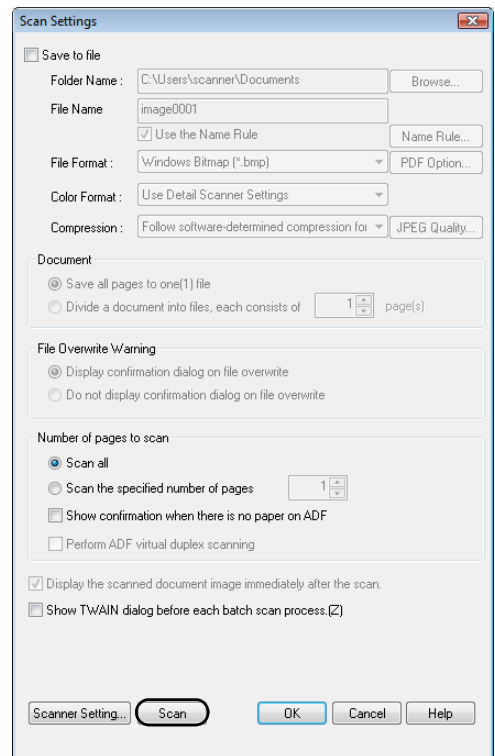 Scan Settings
Save to file
Folder Name : C:\Users\scanner\Documents Browse...
File Name image0001
Use the Name Rule Name Rule...
File Format : Windows Bitmap (*.bmp) PDF Option...
Color Format : Use Detail Scanner Settings
Compression : Follow software-determined compression for JPEG Quality...
Document
Save all pages to one(1) file
Divide a document into files, each consists of 1 page(s)
File Overwrite Warning
Display confirmation dialog on file overwrite
Do not display confirmation dialog on file overwrite
Number of pages to scan
Scan all
Scan the specified number of pages 1
Show confirmation when there is no paper on ADF
Perform ADF virtual duplex scanning
Display the scanned document image immediately after the scan.
Show TWAIN dialog before each batch scan process.(Z)
Scanner Setting... Scan OK Cancel Help